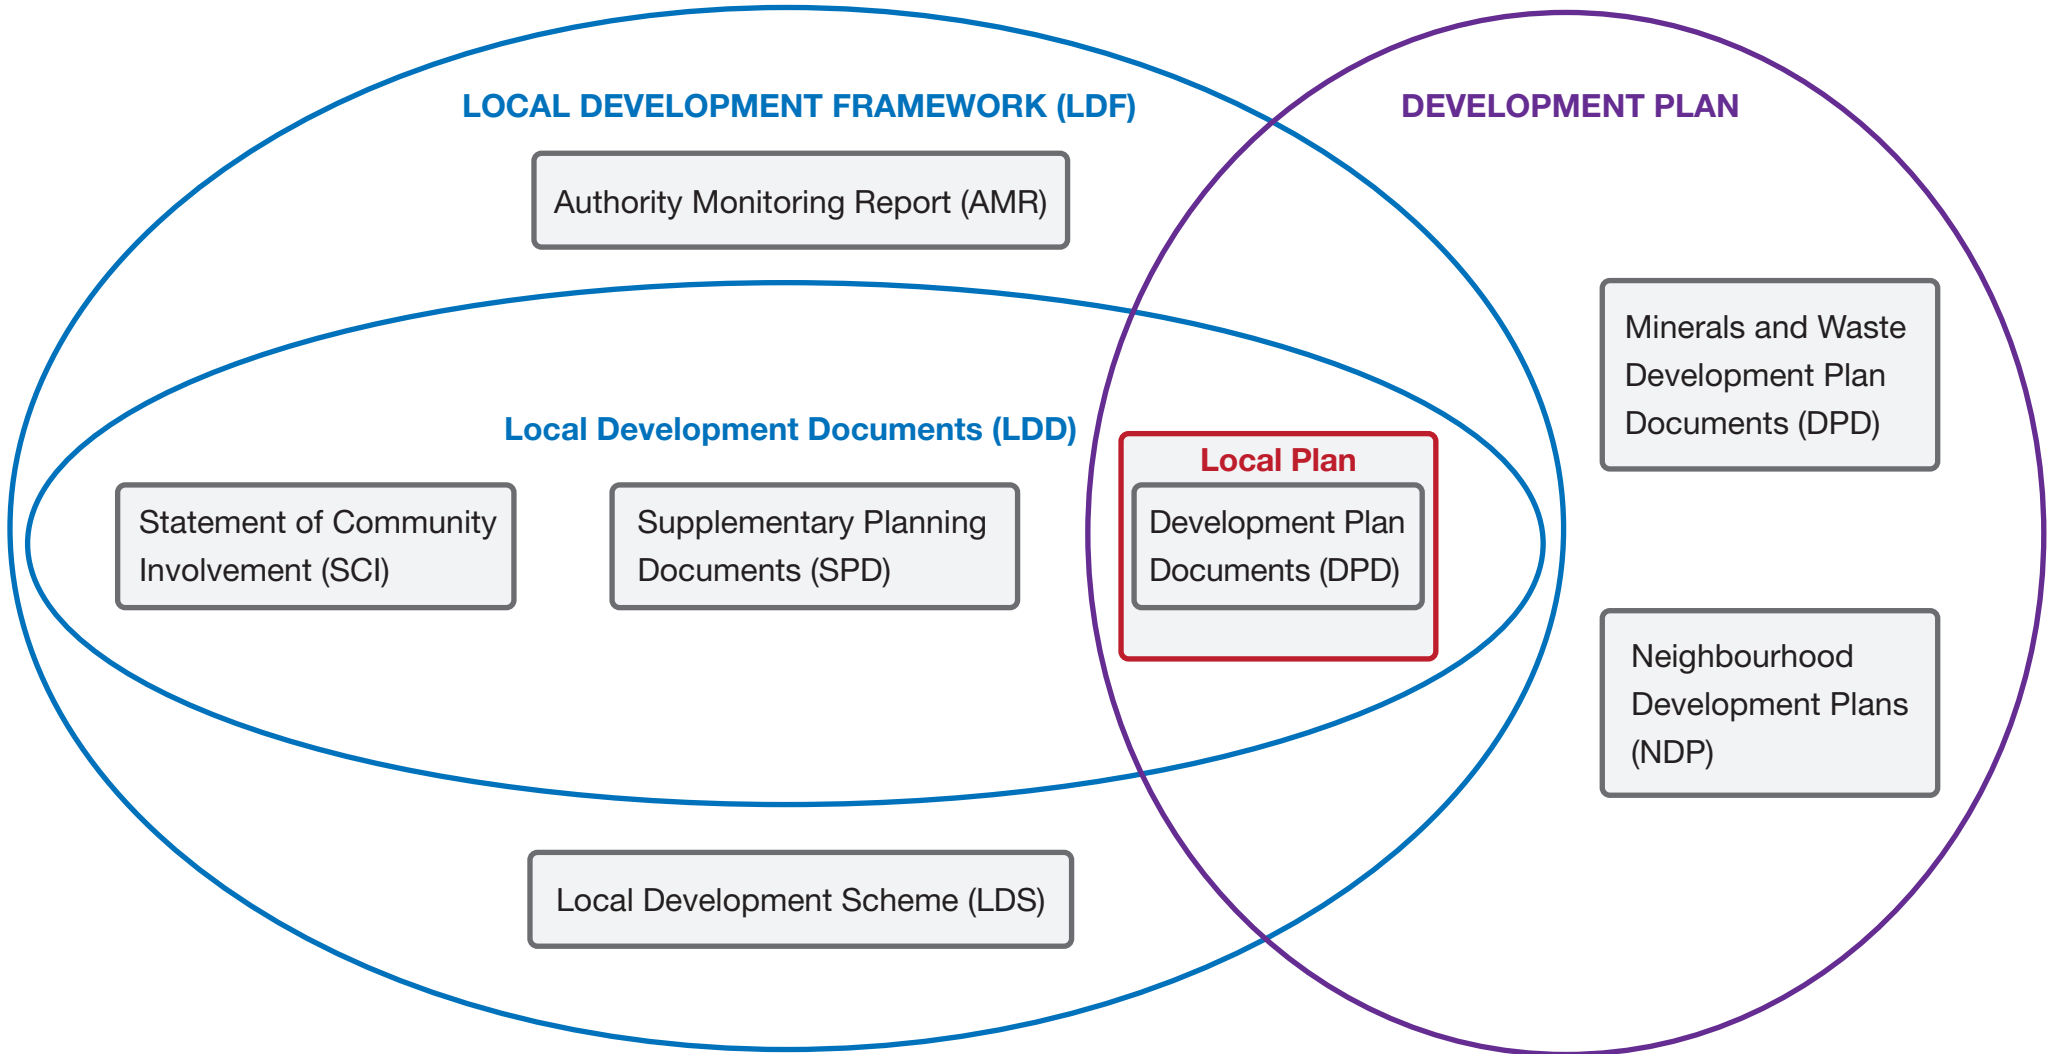 LOCAL DEVELOPMENT FRAMEWORK (LDF)
DEVELOPMENT PLAN
Authority Monitoring Report (AMR)
Local Development Documents (LDD)
Statement of Community
Involvement (SCI)
Supplementary Planning
Documents (SPD)
Local Plan
Development Plan
Documents (DPD)
Minerals and Waste
Development Plan
Documents (DPD)
Neighbourhood
Development Plans
(NDP)
Local Development Scheme (LDS)